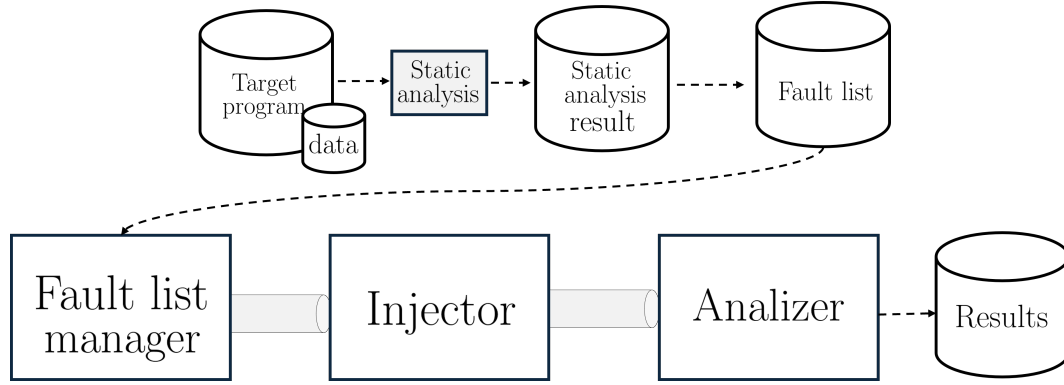 Target
program
data
Static
analysis
Static
analysis
result
Fault list
Fault list
manager
Injector
Analizer
Results